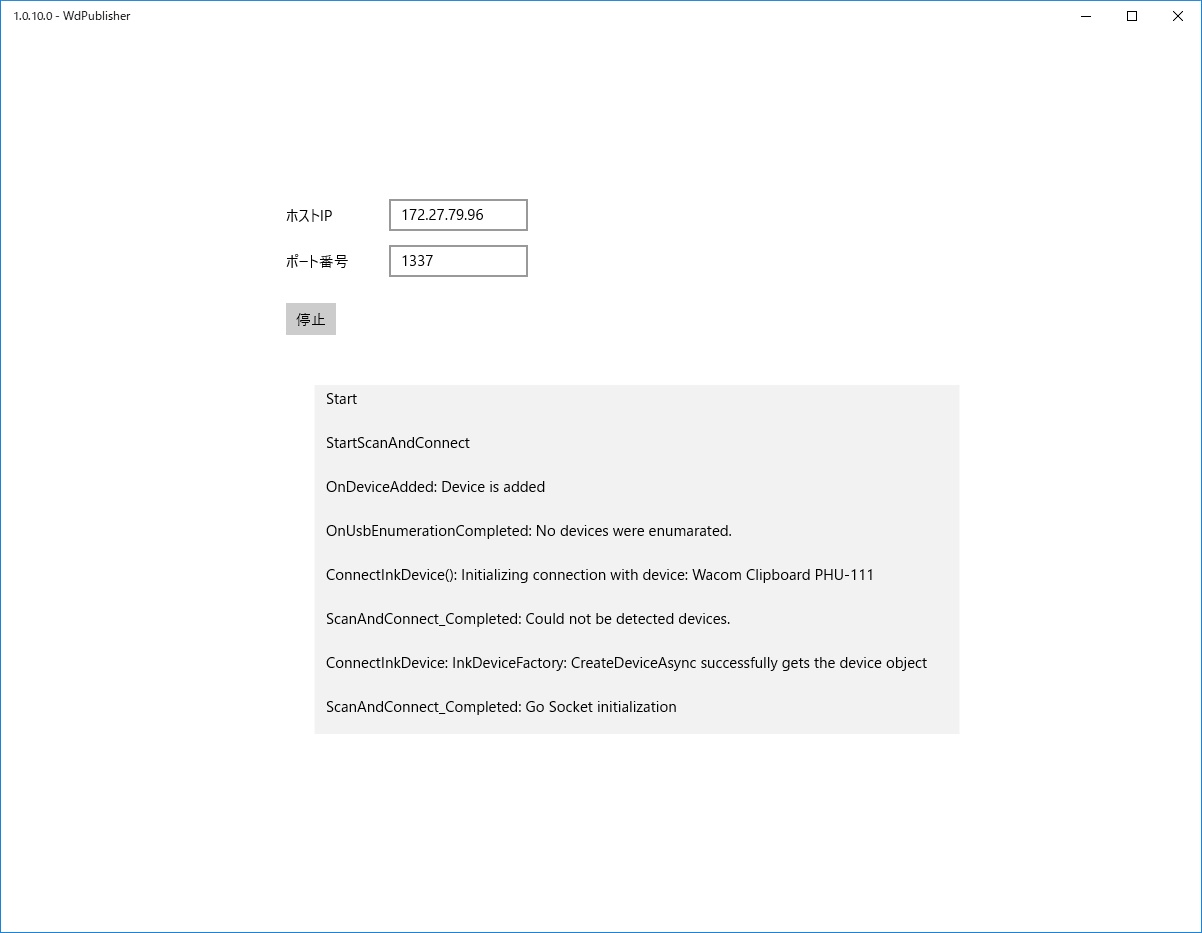 1.0.10.0 - WdPublisher
ホストIP
172.27.79.96
ポート番号
1337
停止
Start
StartScanAndConnect
OnDeviceAdded: Device is added
OnUsbEnumerationCompleted: No devices were enumarated.
ConnectInkDevice(): Initializing connection with device: Wacom Clipboard PHU-111
ScanAndConnect_Completed: Could not be detected devices.
ConnectInkDevice: InkDeviceFactory: CreateDeviceAsync successfully gets the device object
ScanAndConnect_Completed: Go Socket initialization